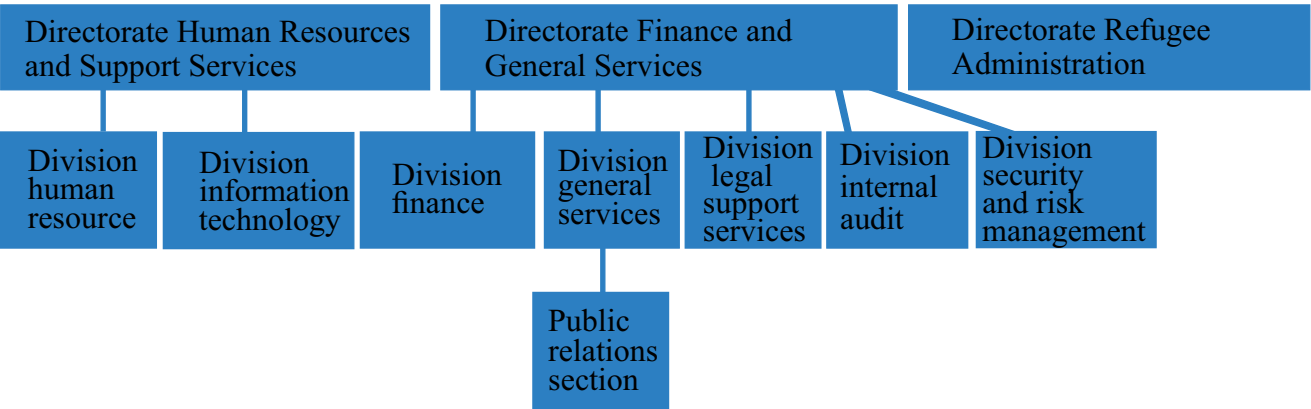 Directorate Human Resources
and Support Services
Directorate Finance and
General Services
Directorate Refugee
Administration
Division
human
resource
Division
information
technology
Division
finance
Division
general
services
Division
legal
support
services
Division
internal
audit
Division
security
and risk
management
Public
relations
section